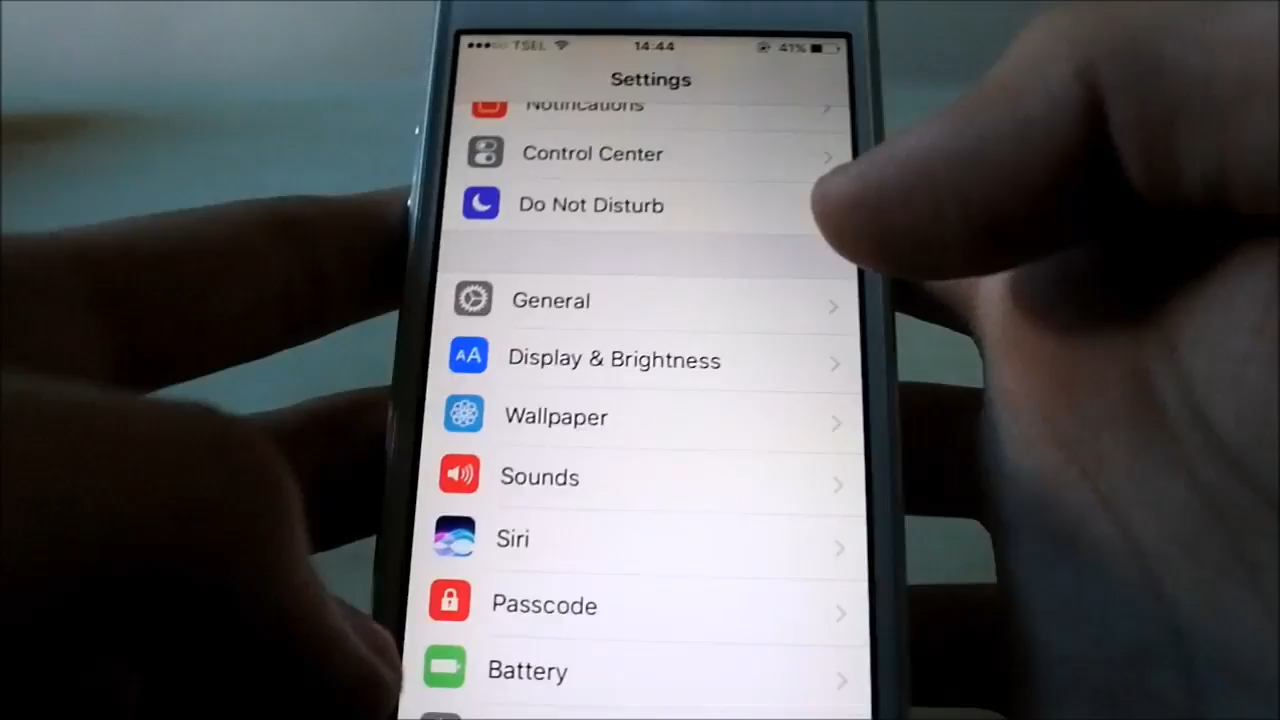 TSEL 14:44 41%
Settings
Notifications
Control Center
Do Not Disturb
General
AA Display & Brightness
Wallpaper
Sounds
Siri
Passcode
Battery